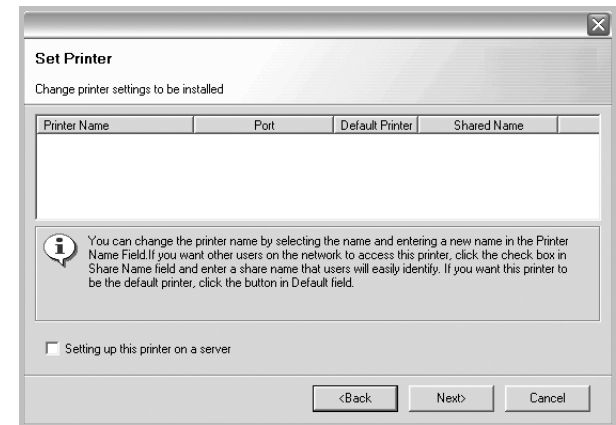 Set Printer
Change printer settings to be installed
Printer Name Port Default Printer Shared Name
You can change the printer name by selecting the name and entering a new name in the Printer
Name Field.If you want other users on the network to access this printer, click the check box in
Share Name field and enter a share name that users will easily identify. If you want this printer to
be the default printer, click the button in Default field.
Setting up this printer on a server
<Back Next> Cancel